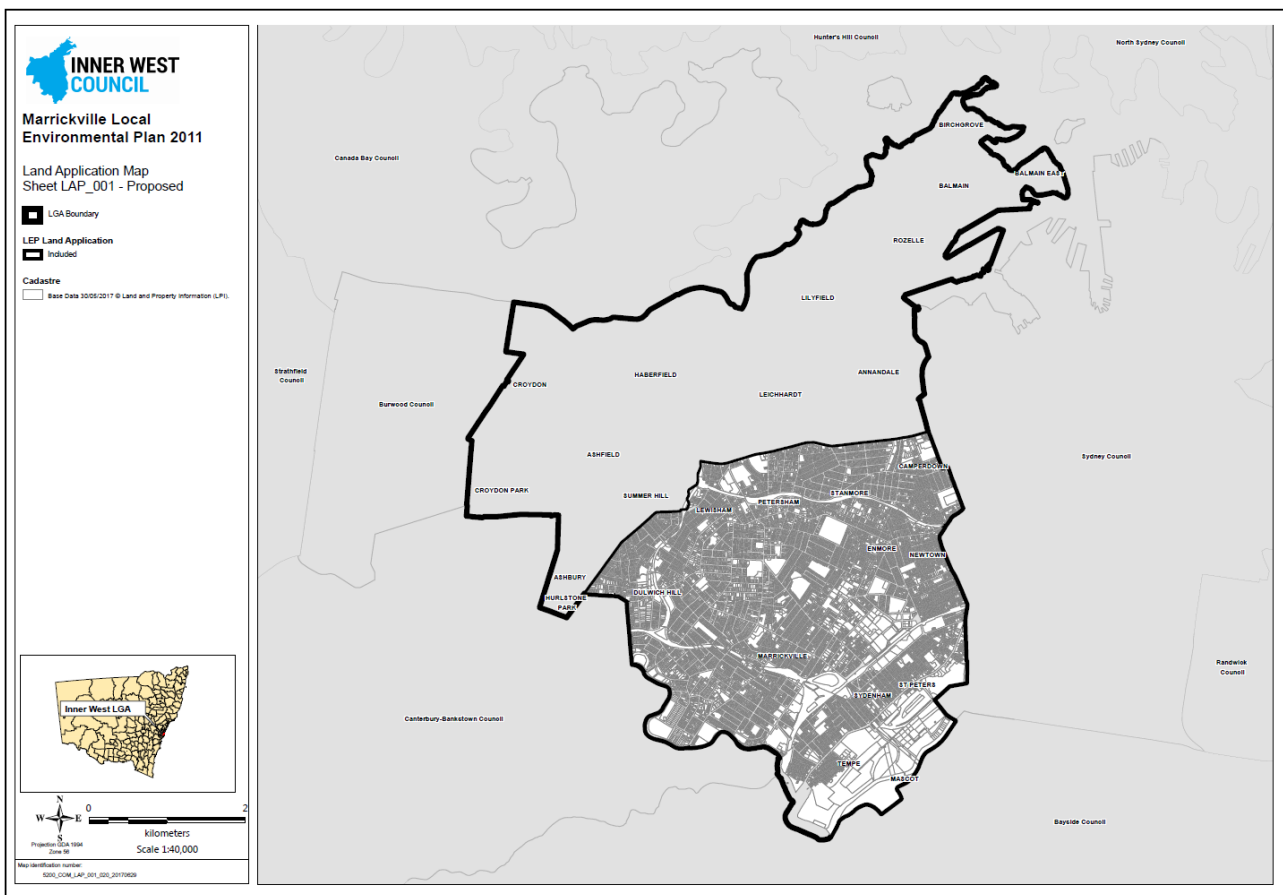 INNER WEST
COUNCIL
Marrickville Local
Environmental Plan 2011
Land Application Map
Sheet LAP_001 - Proposed
LGA Boundary
LEP Land Application
Included
Cadastre
Base Data 30/05/2017 © Land and Property Information (LPI).
Inner West LGA
N
W E
S
0 2
kilometers
Projection GDA 1994
Zone 56
Scale 1:40,000
Map identification number:
5200_COM_LAP_001_020_20170629
Hunter's Hill Council
North Sydney Council
Canada Bay Council
BIRCHGROVE
BALMAIN EAST
BALMAIN
ROZELLE
LILYFIELD
Strathfield
Council
HABERFIELD
ANNANDALE
CROYDON
LEICHHARDT
Burwood Council
ASHFIELD
Sydney Council
CAMPERDOWN
CROYDON PARK
SUMMER HILL
STANMORE
PETERSHAM
LEWISHAM
ENMORE
NEWTOWN
ASHBURY
DULWICH HILL
HURLSTONE
PARK
MARRICKVILLE
Randwick
Council
ST PETERS
SYDENHAM
Canterbury-Bankstown Council
TEMPE
MASCOT
Bayside Council